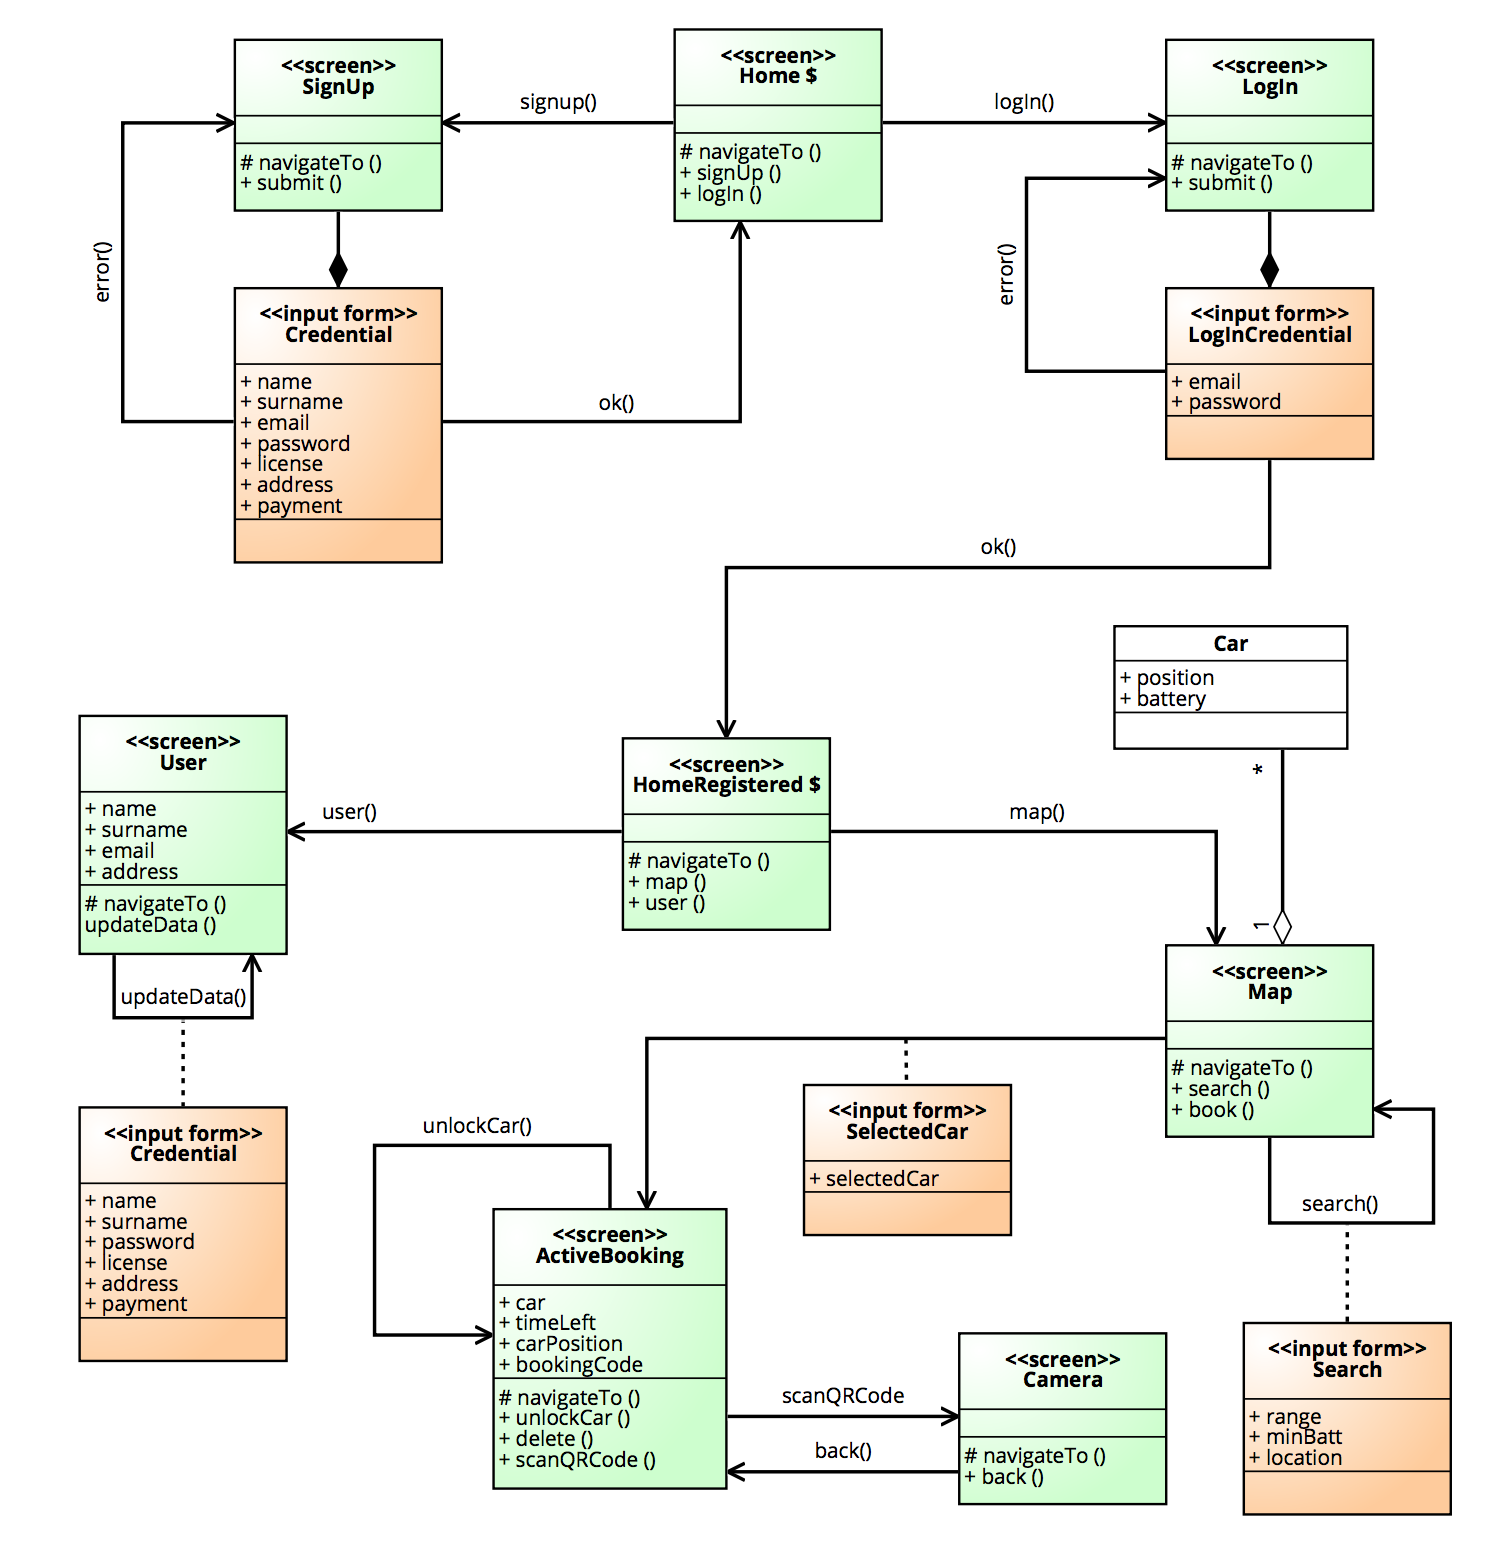 <<screen>>
SignUp
# navigateTo ()
+ submit ()
signup()
<<screen>>
Home $
# navigateTo ()
+ signUp ()
+ logIn ()
logIn()
<<screen>>
LogIn
# navigateTo ()
+ submit ()
error()
<<input form>>
Credential
+ name
+ surname
+ email
+ password
+ license
+ address
+ payment
ok()
error()
<<input form>>
LogInCredential
+ email
+ password
ok()
Car
+ position
+ battery
*
1
<<screen>>
User
+ name
+ surname
+ email
+ address
# navigateTo ()
updateData ()
user()
<<screen>>
HomeRegistered $
# navigateTo ()
+ map ()
+ user ()
map()
<<screen>>
Map
# navigateTo ()
+ search ()
+ book ()
updateData()
<<input form>>
Credential
+ name
+ surname
+ password
+ license
+ address
+ payment
unlockCar()
<<input form>>
SelectedCar
+ selectedCar
search()
<<screen>>
ActiveBooking
+ car
+ timeLeft
+ carPosition
+ bookingCode
# navigateTo ()
+ unlockCar ()
+ delete ()
+ scanQRCode ()
scanQRCode
back()
<<screen>>
Camera
# navigateTo ()
+ back ()
<<input form>>
Search
+ range
+ minBatt
+ location